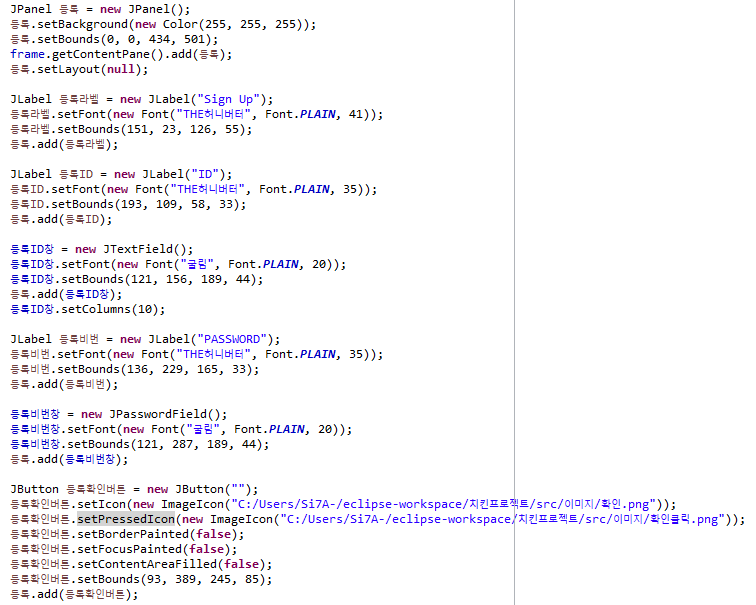 JPanel 등록 = new JPanel();
등록.setBackground(new Color(255, 255, 255));
등록.setBounds(0, 0, 434, 501);
frame.getContentPane().add(등록);
등록.setLayout(null);

JLabel 등록라벨 = new JLabel("Sign Up");
등록라벨.setFont(new Font("THE허니버터", Font.PLAIN, 41));
등록라벨.setBounds(151, 23, 126, 55);
등록.add(등록라벨);

JLabel 등록ID = new JLabel("ID");
등록ID.setFont(new Font("THE허니버터", Font.PLAIN, 35));
등록ID.setBounds(193, 109, 58, 33);
등록.add(등록ID);

등록ID창 = new JTextField();
등록ID창.setFont(new Font("굴림", Font.PLAIN, 20));
등록ID창.setBounds(121, 156, 189, 44);
등록.add(등록ID창);
등록ID창.setColumns(10);

JLabel 등록비번 = new JLabel("PASSWORD");
등록비번.setFont(new Font("THE허니버터", Font.PLAIN, 35));
등록비번.setBounds(136, 229, 165, 33);
등록.add(등록비번);

등록비번창 = new JPasswordField();
등록비번창.setFont(new Font("굴림", Font.PLAIN, 20));
등록비번창.setBounds(121, 287, 189, 44);
등록.add(등록비번창);

JButton 등록확인버튼 = new JButton("");
등록확인버튼.setIcon(new ImageIcon("C:/Users/Si7A-/eclipse-workspace/치킨프로젝트/src/이미지/확인.png"));
등록확인버튼.setPressedIcon(new ImageIcon("C:/Users/Si7A-/eclipse-workspace/치킨프로젝트/src/이미지/확인클릭.png"));
등록확인버튼.setBorderPainted(false);
등록확인버튼.setFocusPainted(false);
등록확인버튼.setContentAreaFilled(false);
등록확인버튼.setBounds(93, 389, 245, 85);
등록.add(등록확인버튼);